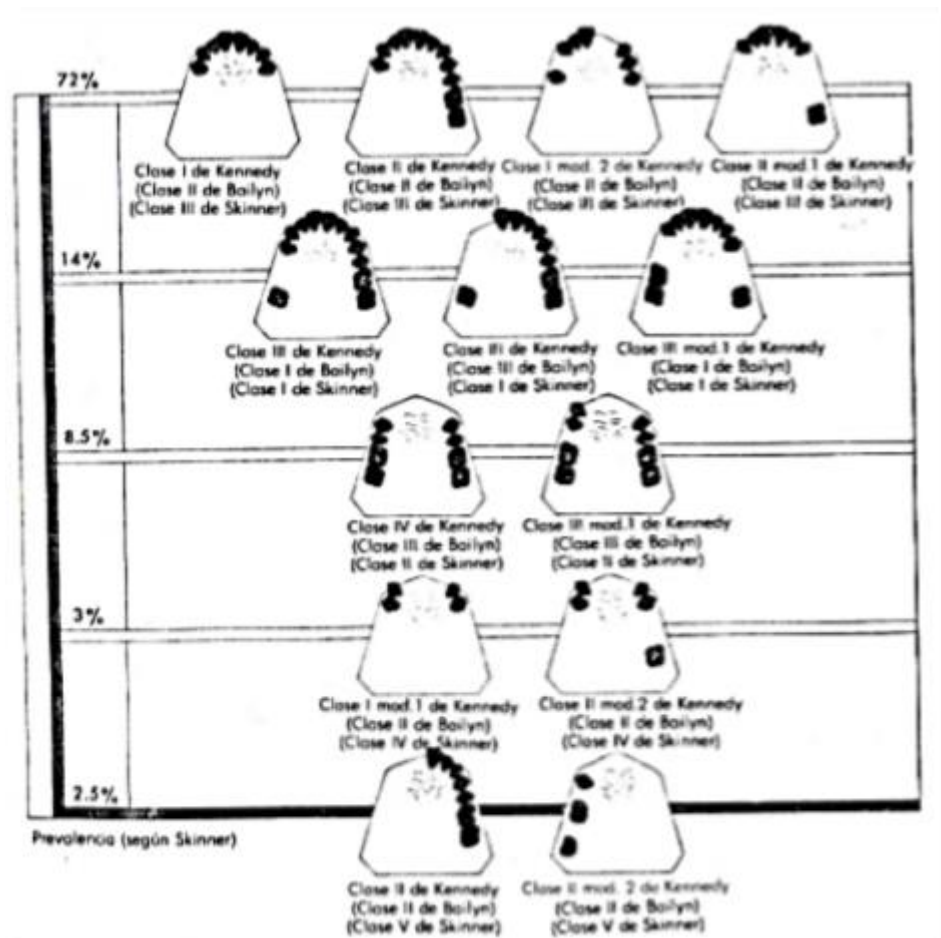 72%
Clase I de Kennedy
(Clase II de Bailyn)
(Clase III de Skinner)
Clase II de Kennedy
(Clase II de Bailyn)
(Clase III de Skinner)
Clase I mod. 2 de Kennedy
(Clase II de Bailyn)
(Clase III de Skinner)
Clase II mod.1 de Kennedy
(Clase II de Bailyn)
(Clase III de Skinner)
14%
Clase III de Kennedy
(Clase I de Bailyn)
(Clase I de Skinner)
Clase III de Kennedy
(Clase III de Bailyn)
(Clase I de Skinner)
Clase III mod.1 de Kennedy
(Clase I de Bailyn)
(Clase I de Skinner)
8.5%
Clase IV de Kennedy
(Clase III de Bailyn)
(Clase II de Skinner)
Clase III mod.1 de Kennedy
(Clase III de Bailyn)
(Clase II de Skinner)
3%
Clase I mod.1 de Kennedy
(Clase II de Bailyn)
(Clase IV de Skinner)
Clase II mod.2 de Kennedy
(Clase II de Bailyn)
(Clase IV de Skinner)
2.5%
Prevalencia (según Skinner)
Clase II de Kennedy
(Clase II de Bailyn)
(Clase V de Skinner)
Clase II mod. 2 de Kennedy
(Clase II de Bailyn)
(Clase V de Skinner)